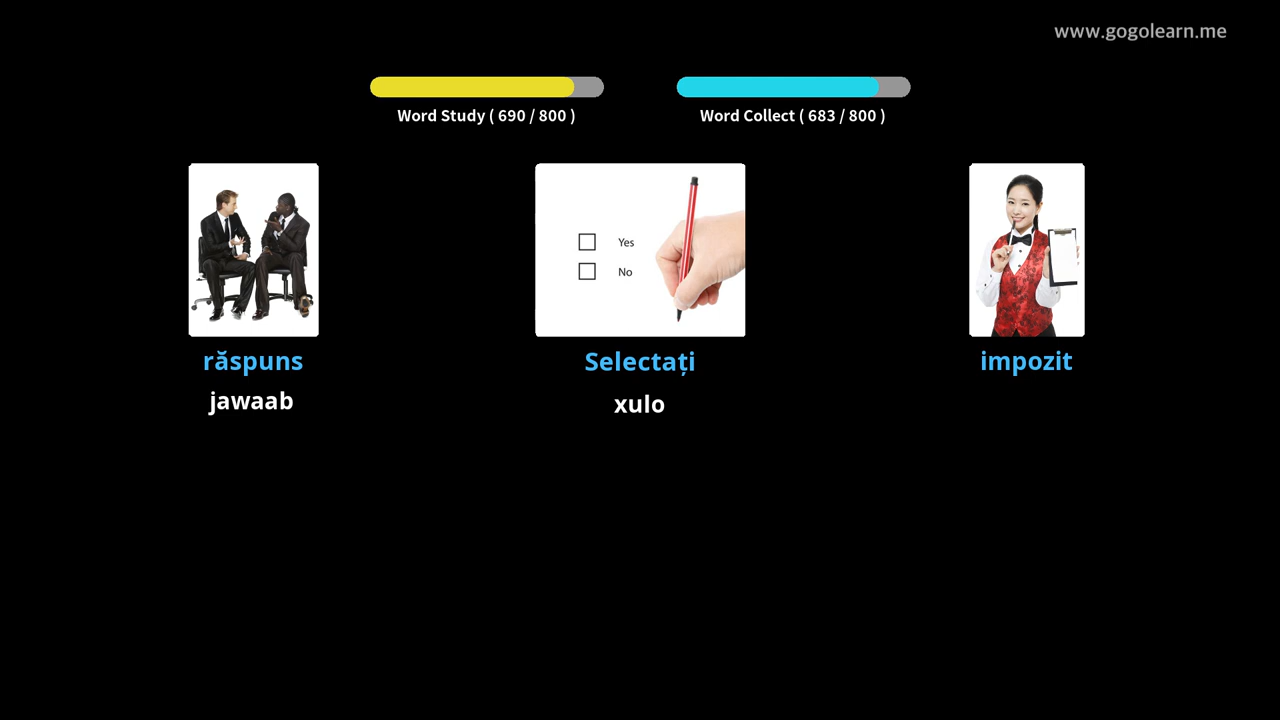 www.gogolearn.me
Word Study ( 690 / 800 )
Word Collect ( 683 / 800 )
Yes
No
răspuns
Selectați
impozit
jawaab
xulo